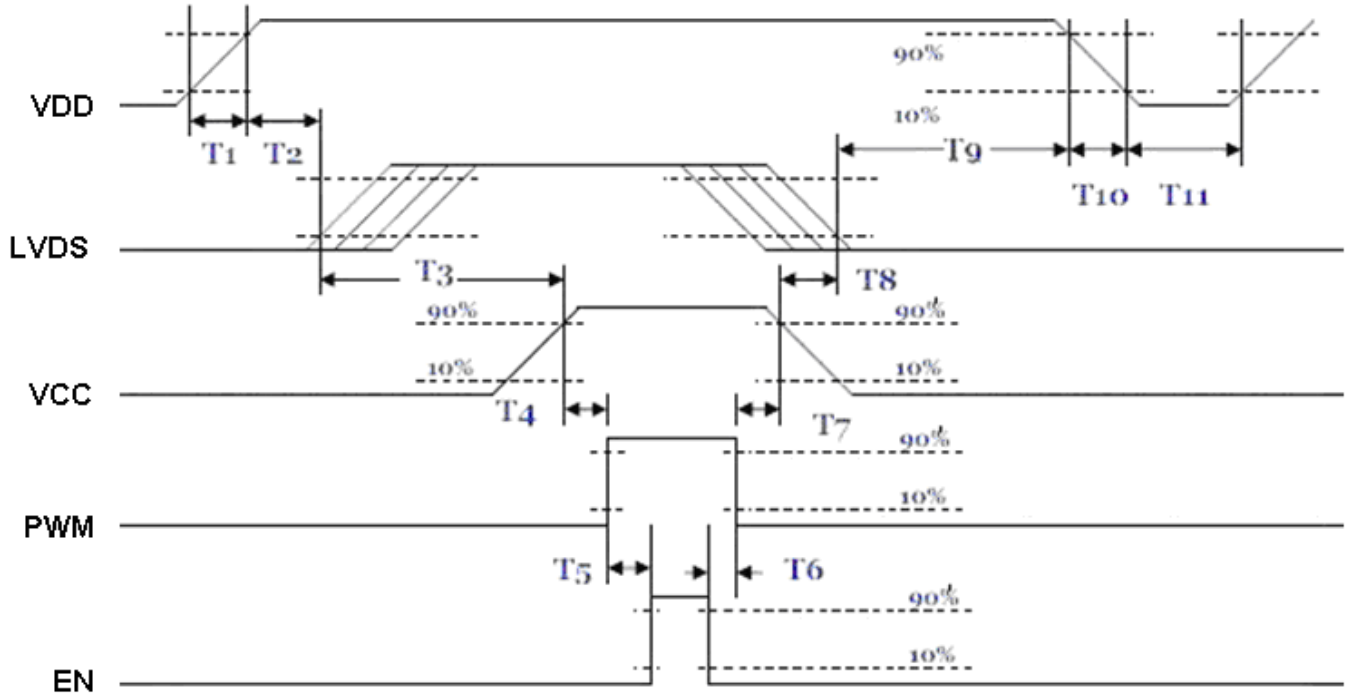 90%
VDD
10%
T1 T2
T9
T10 T11
LVDS
T3
T8
90%
90%
10%
10%
VCC
T4
T7
90%
10%
PWM
T5
T6
90%
10%
EN